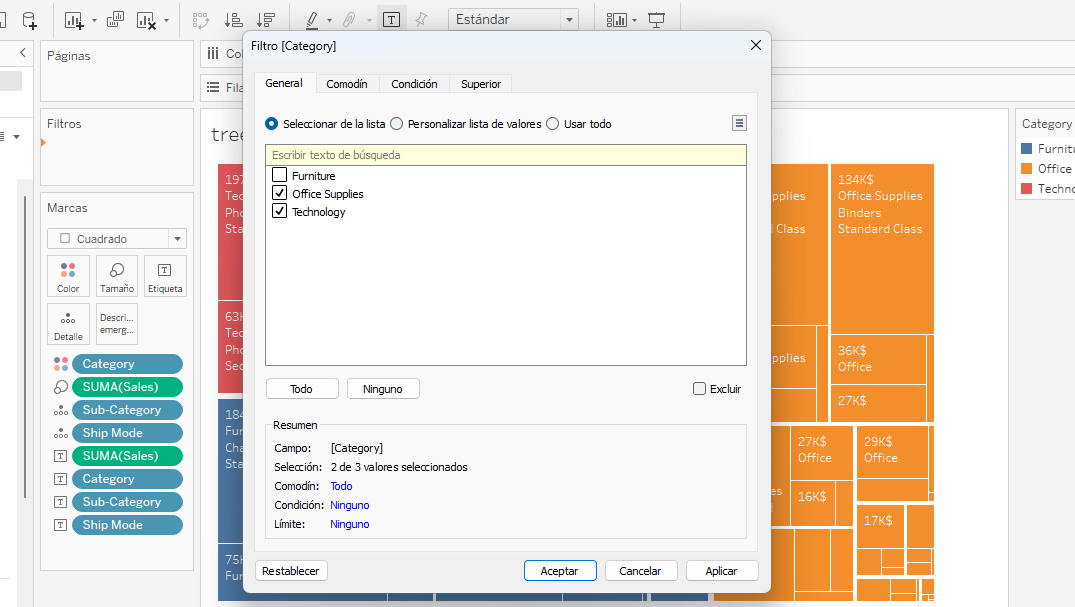 Estándar
Páginas
Filtros
Marcas
Cuadrado
Color
Tamaño
Etiqueta
Detalle
Descri...
emerg...
Category
SUMA(Sales)
Sub-Category
Ship Mode
SUMA(Sales)
Category
Sub-Category
Ship Mode
Filtro [Category]
General
Comodín
Condición
Superior
Seleccionar de la lista
Personalizar lista de valores
Usar todo
Escribir texto de búsqueda
Furniture
Office Supplies
Technology
Todo
Ninguno
Excluir
Resumen
Campo: [Category]
Selección: 2 de 3 valores seleccionados
Comodín: Todo
Condición: Ninguno
Límite: Ninguno
Restablecer
Aceptar
Cancelar
Aplicar
134K$
Office Supplies
Binders
Standard Class
36K$
Office
27K$
27K$
Office
29K$
Office
16K$
17K$
Category
Office